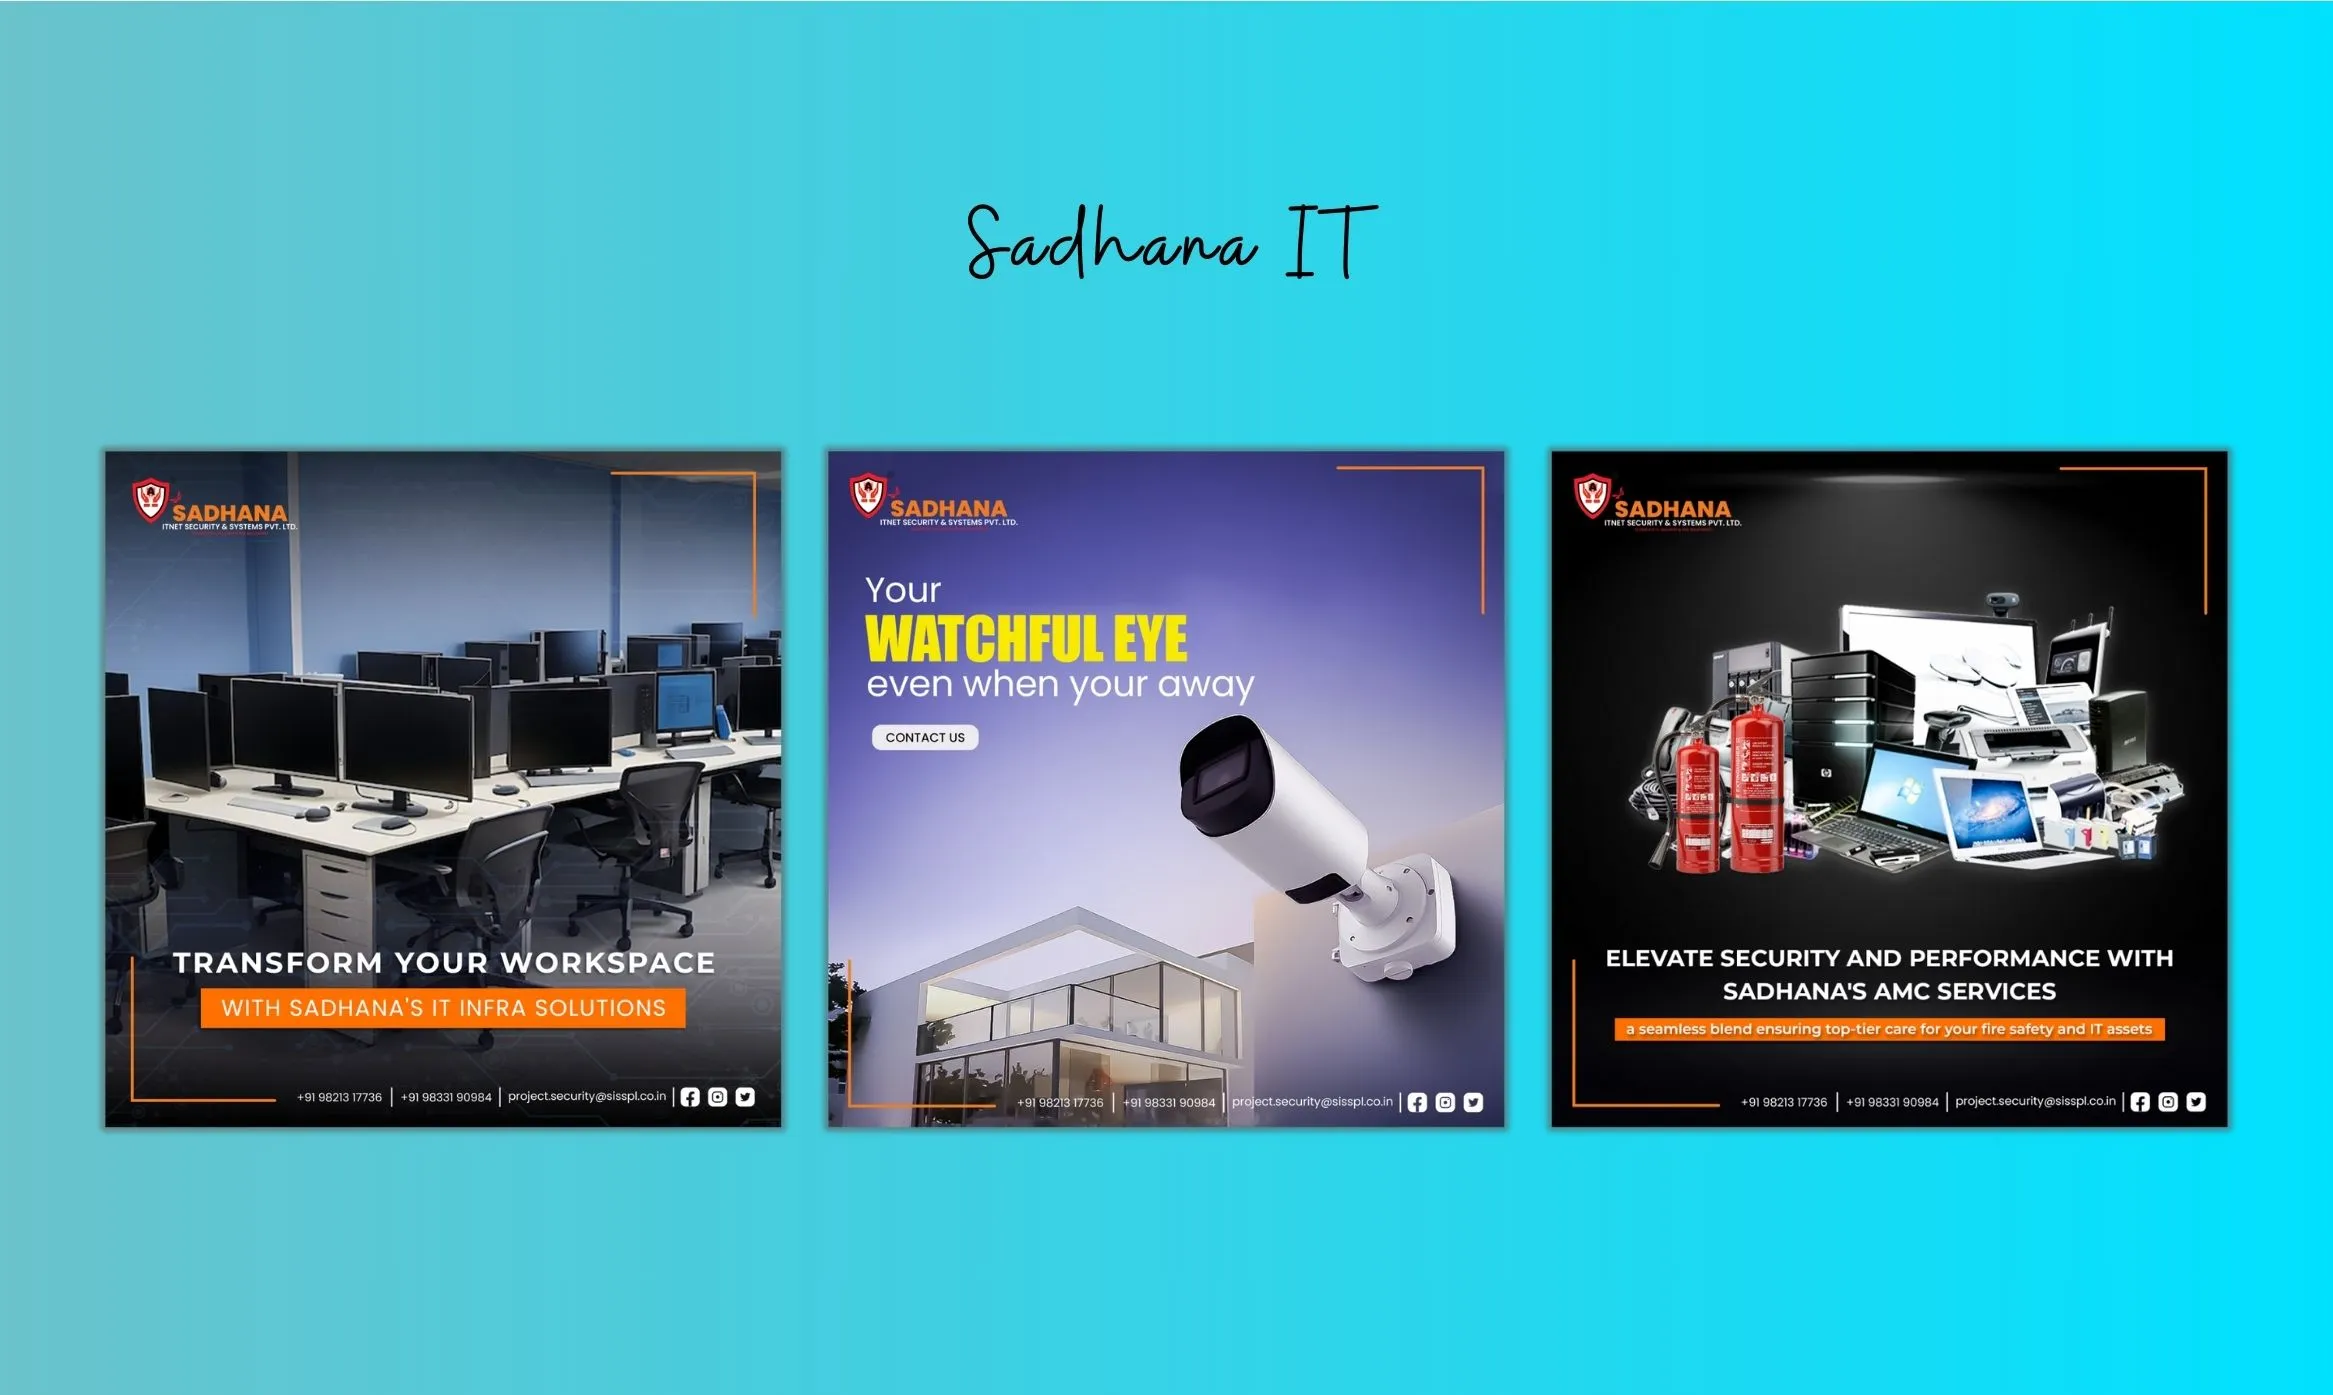 Sadhana IT
SADHANA
ITNET SECURITY & SYSTEMS PVT. LTD.
TRANSFORM YOUR WORKSPACE
WITH SADHANA'S IT INFRA SOLUTIONS
+91 98213 17736 | +91 98331 90984 | project.security@sisspl.co.in |
SADHANA
ITNET SECURITY & SYSTEMS PVT. LTD.
Your
WATCHFUL EYE
even when your away
CONTACT US
+91 98213 17736 | +91 98331 90984 | project.security@sisspl.co.in |
SADHANA
ITNET SECURITY & SYSTEMS PVT. LTD.
ELEVATE SECURITY AND PERFORMANCE WITH
SADHANA'S AMC SERVICES
a seamless blend ensuring top-tier care for your fire safety and IT assets
+91 98213 17736 | +91 98331 90984 | project.security@sisspl.co.in |